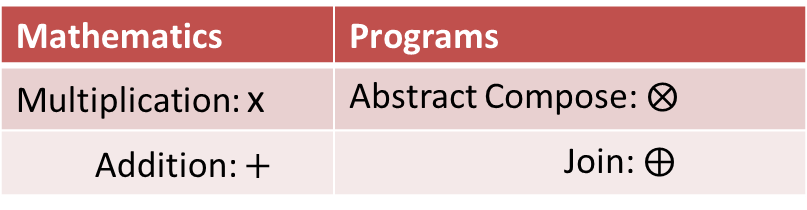 Mathematics Programs
Multiplication: x Abstract Compose: ⊗
Addition: + Join: ⊕